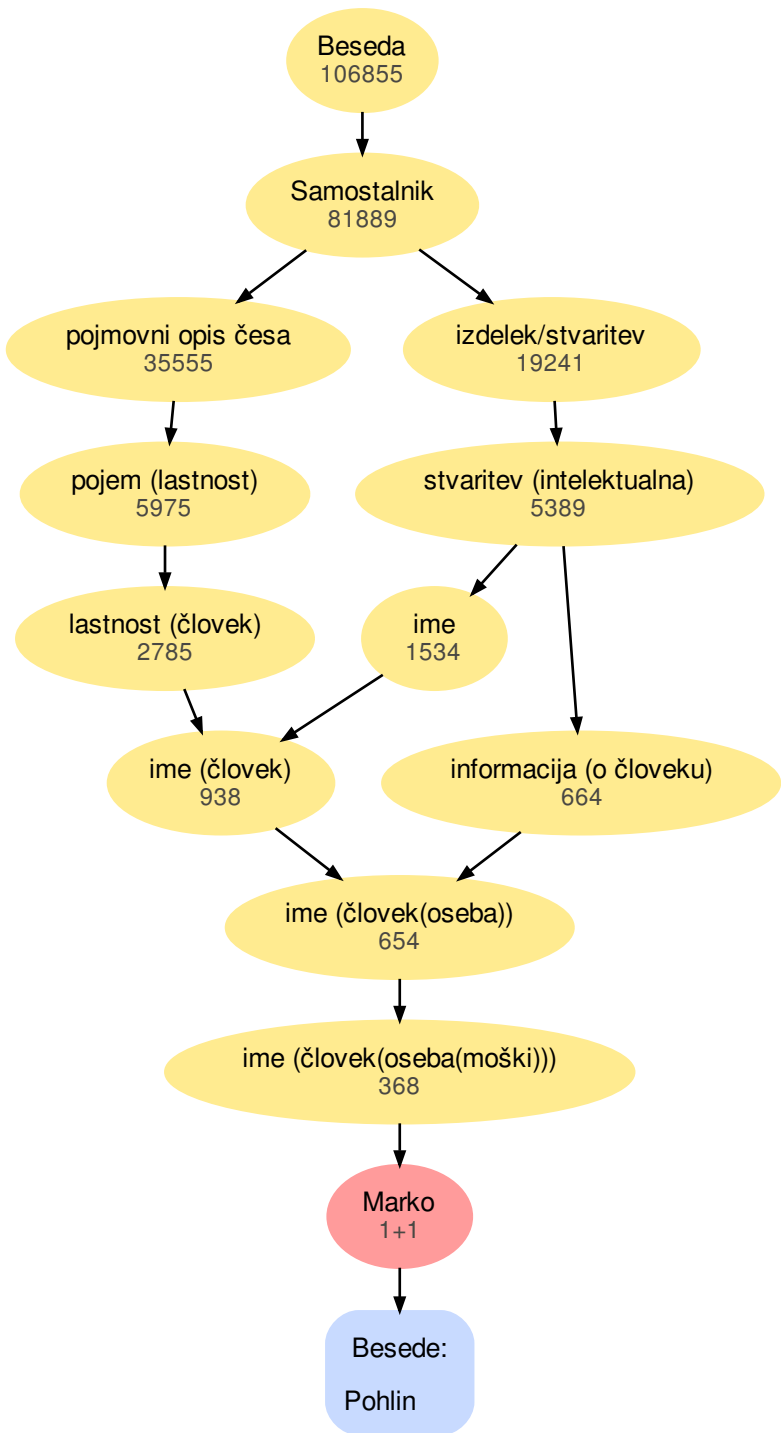 Beseda
106855
Samostalnik
81889
pojmovni opis česa
35555
izdelek/stvaritev
19241
pojem (lastnost)
5975
stvaritev (intelektualna)
5389
lastnost (človek)
2785
ime
1534
ime (človek)
938
informacija (o človeku)
664
ime (človek(oseba))
654
ime (človek(oseba(moški)))
368
Marko
1+1
Besede:
Pohlin